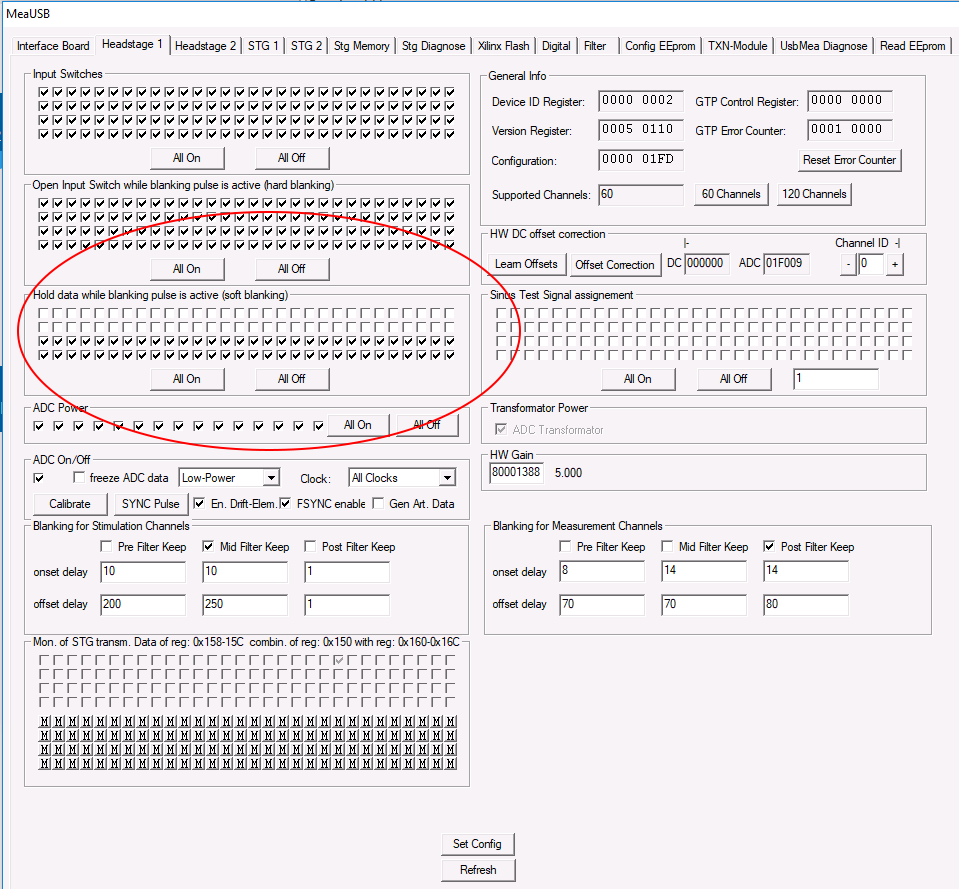 MeaUSB
Interface Board Headstage 1 Headstage 2 STG 1 STG 2 Stg Memory Stg Diagnose Xilinx Flash Digital Filter Config EEprom TXN-Module UsbMea Diagnose Read EEprom
Input Switches
All On All Off
Open Input Switch while blanking pulse is active (hard blanking)
All On All Off
Hold data while blanking pulse is active (soft blanking)
All On All Off
ADC Power
All On All Off
ADC On/Off
freeze ADC data Low-Power Clock: All Clocks
Calibrate SYNC Pulse En. Drift-Elem. FSYNC enable Gen Art. Data
Blanking for Stimulation Channels
Pre Filter Keep Mid Filter Keep Post Filter Keep
onset delay 10 10 1
offset delay 200 250 1
Mon. of STG transm. Data of reg: 0x158-15C combin. of reg: 0x150 with reg: 0x160-0x16C
M M M M M M M M M M M M M M M M M M M M M M M M M M M M M M
M M M M M M M M M M M M M M M M M M M M M M M M M M M M M M
M M M M M M M M M M M M M M M M M M M M M M M M M M M M M M
M M M M M M M M M M M M M M M M M M M M M M M M M M M M M M
General Info
Device ID Register: 0000 0002 GTP Control Register: 0000 0000
Version Register: 0005 0110 GTP Error Counter: 0001 0000
Configuration: 0000 01FD Reset Error Counter
Supported Channels: 60 60 Channels 120 Channels
HW DC offset correction
|- Channel ID -|
Learn Offsets Offset Correction DC 000000 ADC 01F009 - 0 +
Sinus Test Signal assignement
All On All Off 1
Transformator Power
ADC Transformator
HW Gain
80001388 5.000
Blanking for Measurement Channels
Pre Filter Keep Mid Filter Keep Post Filter Keep
onset delay 8 14 14
offset delay 70 70 80
Set Config
Refresh